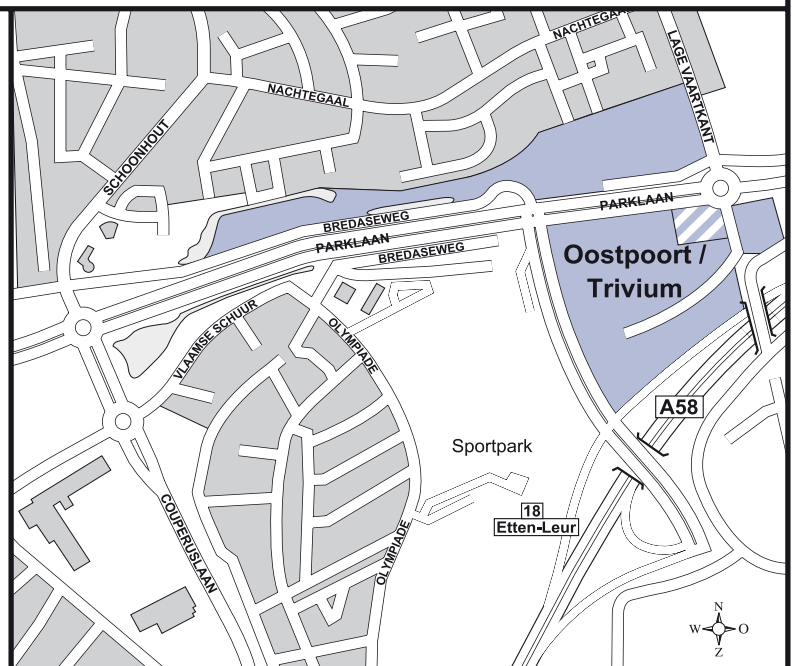 NACHTEGAAL
LAGE VAARTKANT
NACHTEGAAL
SCHOONHOUT
PARKLAAN
BREDASEWEG
PARKLAAN
BREDASEWEG
Oostpoort /
Trivium
VLAAMSE SCHUUR
OLYMPIADE
A58
Sportpark
18
Etten-Leur
COUPERUSLAAN
OLYMPIADE
N
W O
Z